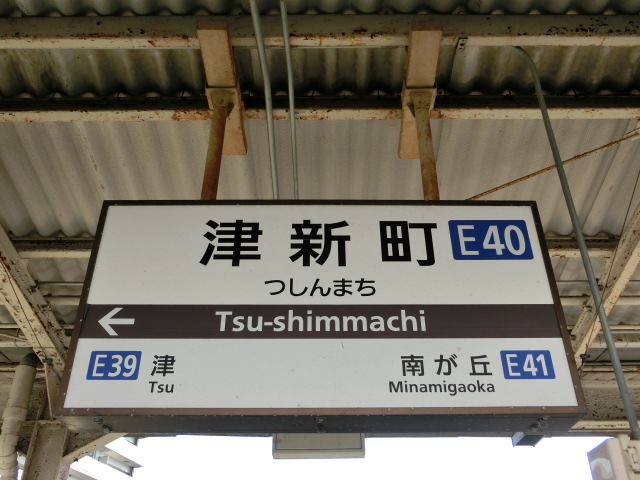 津新町 E40
つしんまち
Tsu-shimmachi
E39 津 南が丘 E41
Tsu Minamigaoka